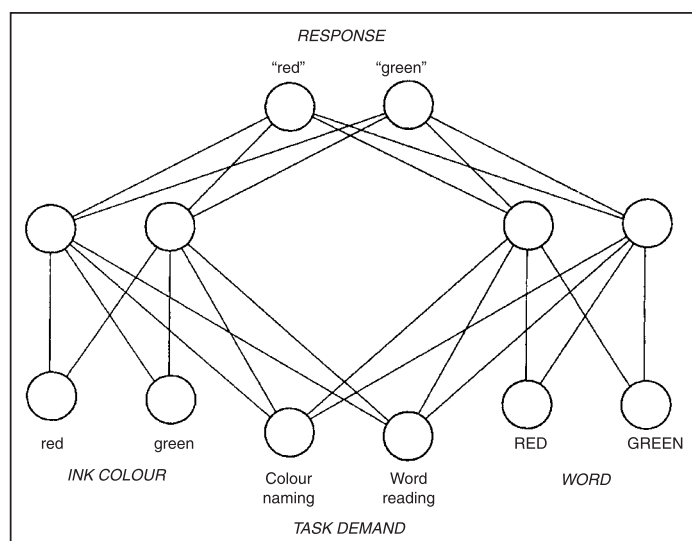 RESPONSE
“red” “green”
red green RED GREEN
INK COLOUR Colour Word WORD
naming reading
TASK DEMAND